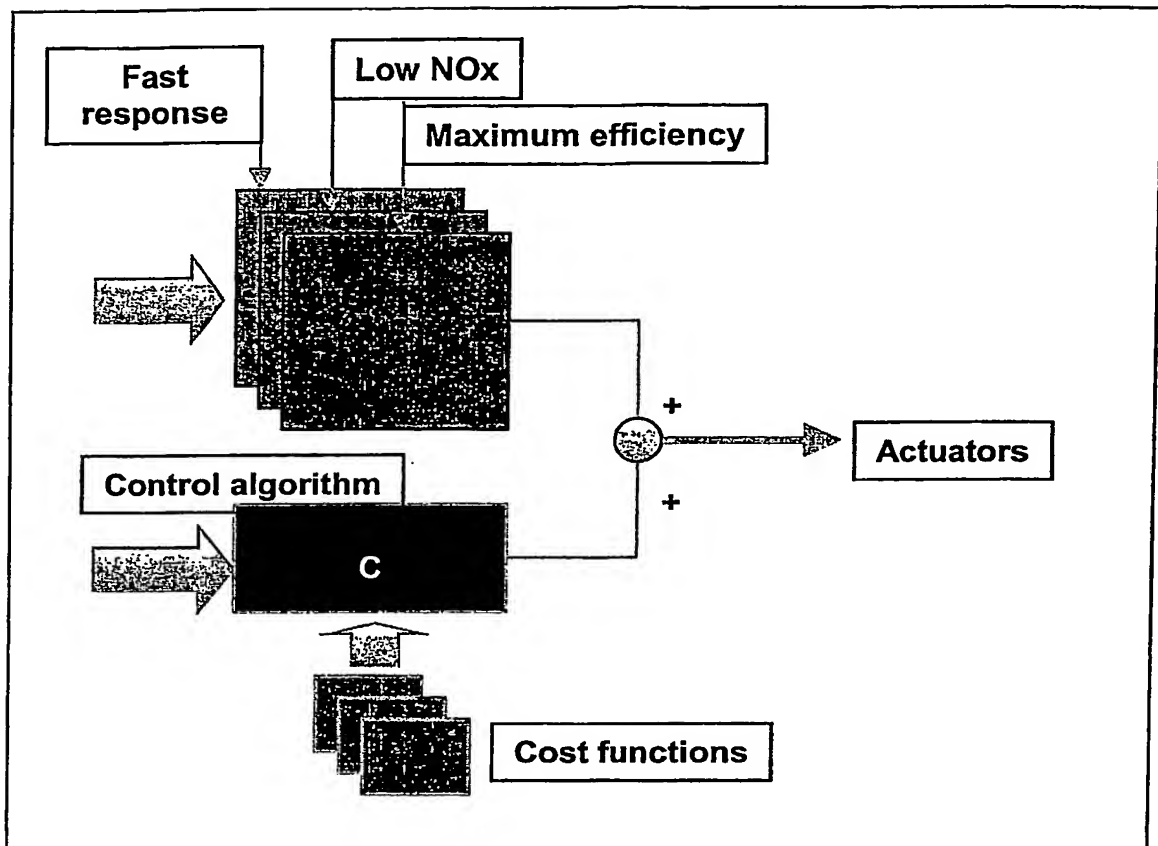 Fast
response
Low NOx
Maximum efficiency
+
Actuators
+
Control algorithm
C
Cost functions